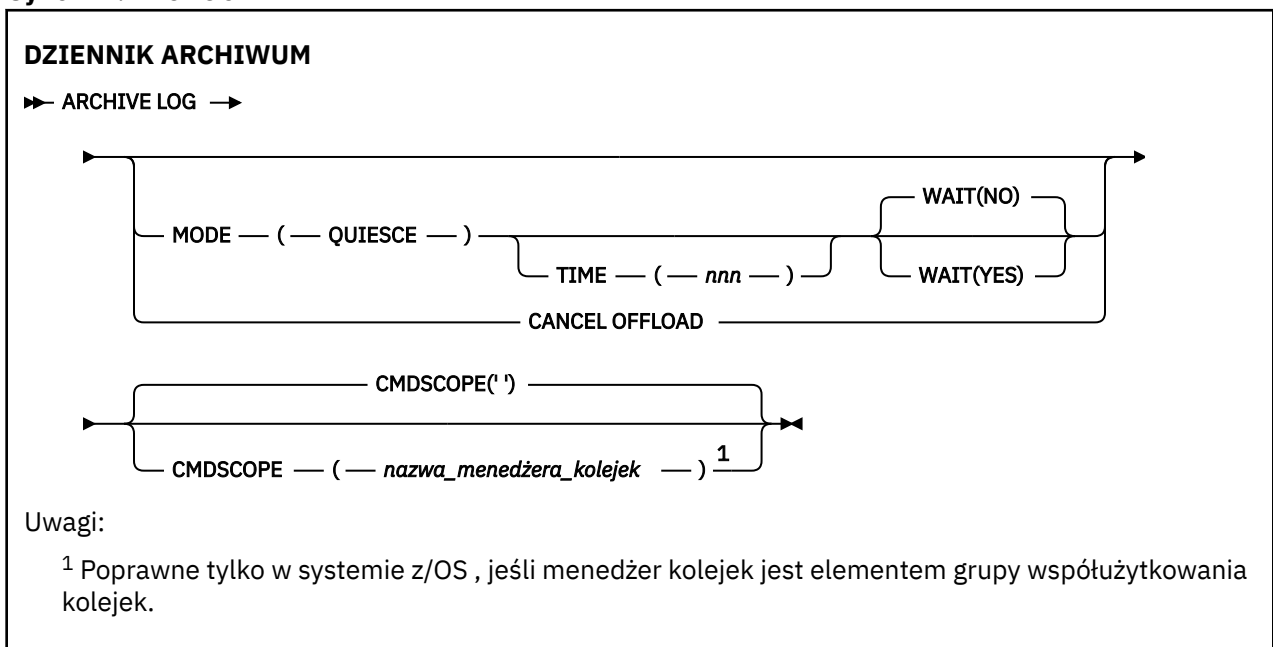 DZIENNIK ARCHIWUM
ARCHIVE LOG
MODE ( QUIESCE )
TIME ( nnn )
WAIT(NO)
WAIT(YES)
CANCEL OFFLOAD
CMDSCOPE(' ')
CMDSCOPE ( nazwa_menedżera_kolejek ) 1
Uwagi:
1 Poprawne tylko w systemie z/OS , jeśli menedżer kolejek jest elementem grupy współużytkowania
kolejek.